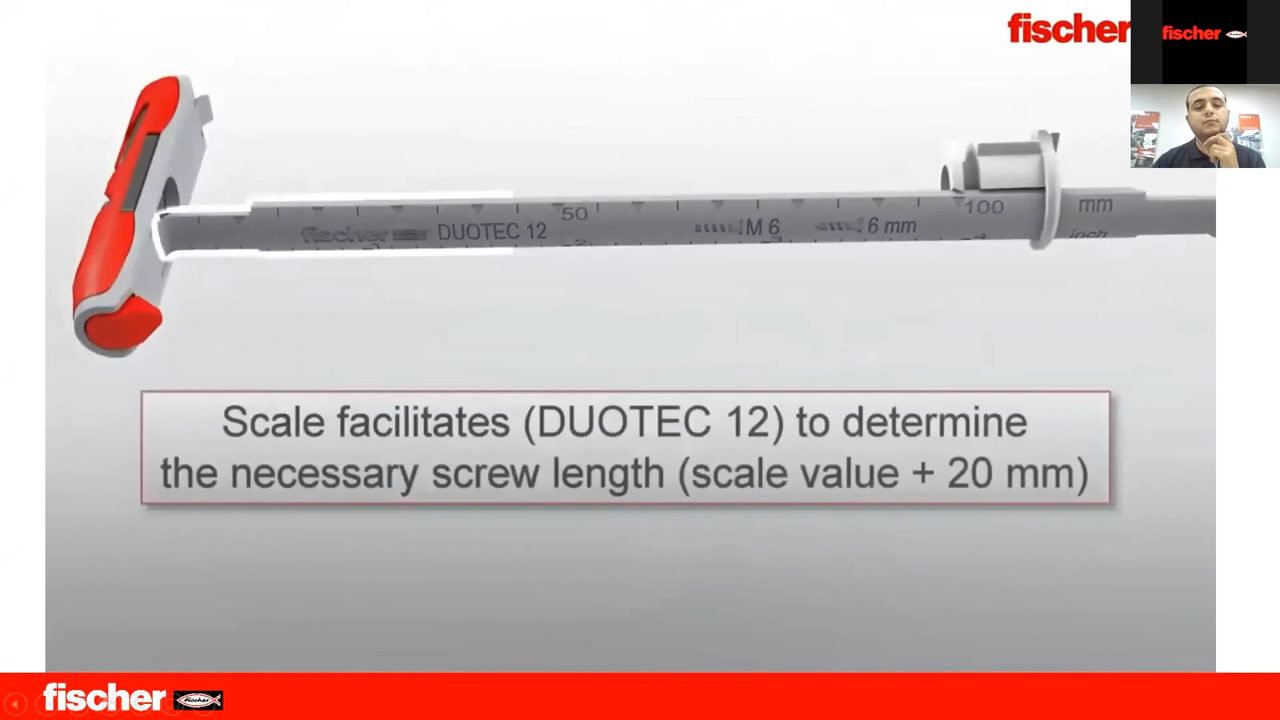 fischer
fischer
50
100
mm
fischer
DUOTEC 12
M 6
6 mm
inch
Scale facilitates (DUOTEC 12) to determine
the necessary screw length (scale value + 20 mm)
fischer